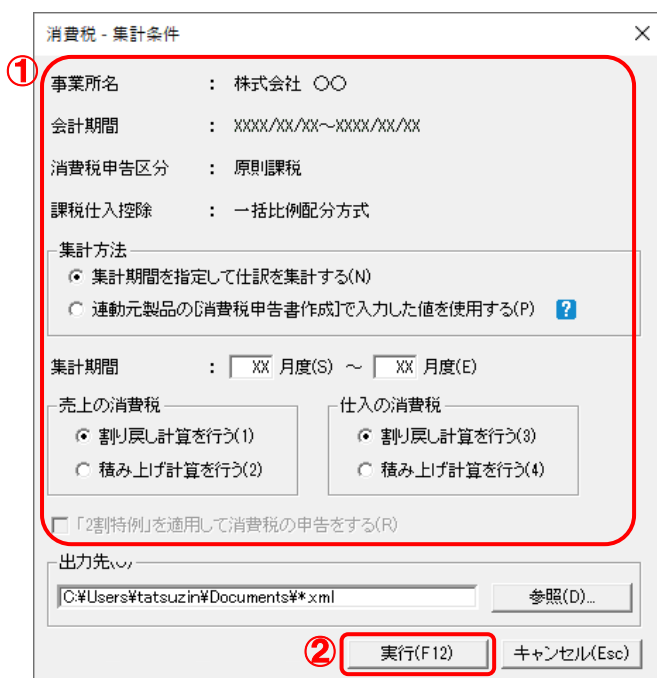 消費税 - 集計条件
①
事業所名 : 株式会社 〇〇
会計期間 : XXXX/XX/XX～XXXX/XX/XX
消費税申告区分 : 原則課税
課税仕入控除 : 一括比例配分方式
集計方法
集計期間を指定して仕訳を集計する(N)
連動元製品の[消費税申告書作成]で入力した値を使用する(P) ?
集計期間 : XX 月度(S) ～ XX 月度(E)
売上の消費税 仕入の消費税
割り戻し計算を行う(1) 割り戻し計算を行う(3)
積み上げ計算を行う(2) 積み上げ計算を行う(4)
「2割特例」を適用して消費税の申告をする(R)
出力先
C:¥Users¥tatsuzin¥Documents¥*.xml 参照(D)...
② 実行(F12) キャンセル(Esc)